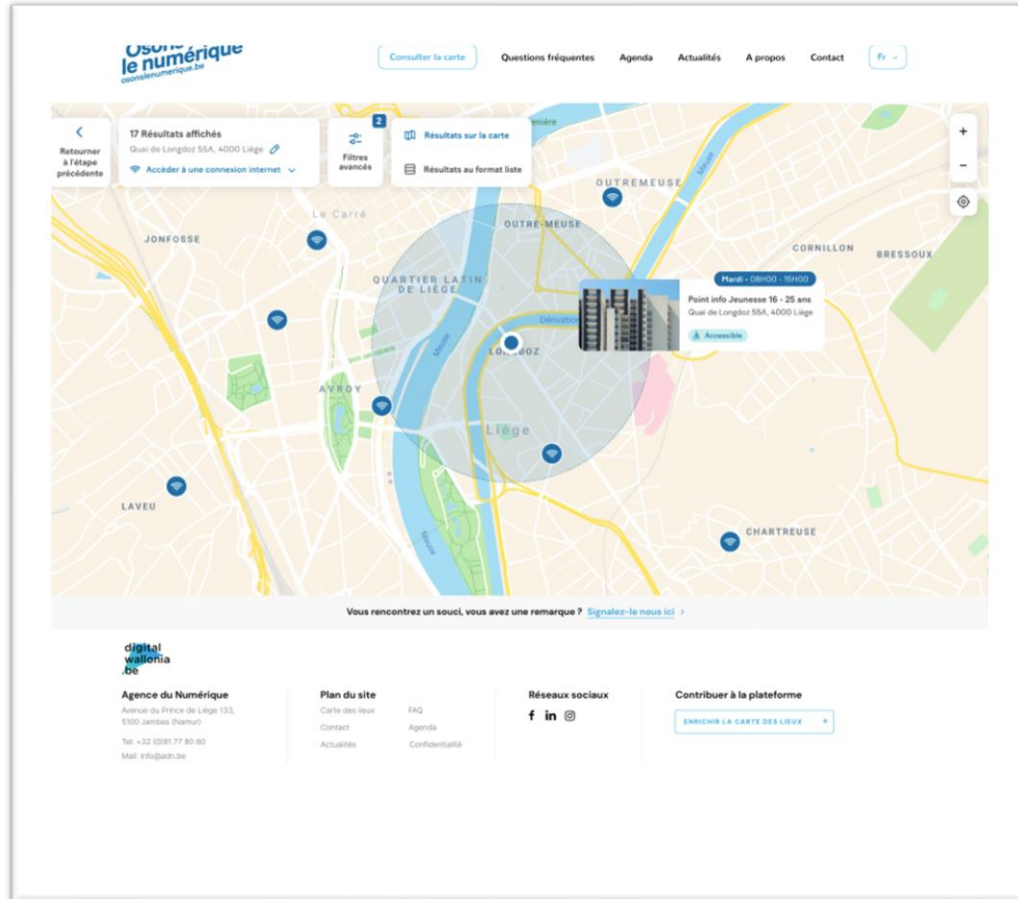 Osons
le numérique
osonslenumerique.be
Consulter la carte
Questions fréquentes
Agenda
Actualités
A propos
Contact
Fr
Retourner
à l'étape
précédente
17 Résultats affichés
Quai de Longdoz 55A, 4000 Liège
Accéder à une connexion internet
2
Filtres
avancés
Résultats sur la carte
Résultats au format liste
+
-
Meuse
OUTREMEUSE
Le Carré
OUTRE-MEUSE
JONFOSSE
CORNILLON
BRESSOUX
QUARTIER LATIN
DE LIÈGE
Mardi - 08H00 - 15H00
Point info Jeunesse 16 - 25 ans
Quai de Longdoz 55A, 4000 Liège
Accessible
Dérivation
Meuse
LONGDOZ
AVROY
Liège
LAVEU
CHARTREUSE
Meuse
Vous rencontrez un souci, vous avez une remarque ? Signalez-le nous ici >
digital
wallonia
.be
Agence du Numérique
Avenue du Prince de Liège 133,
5100 Jambes (Namur)
Tel: +32 (0)81 77 80 80
Mail: info@adn.be
Plan du site
Carte des lieux
FAQ
Contact
Agenda
Actualités
Confidentialité
Réseaux sociaux
Contribuer à la plateforme
ENRICHIR LA CARTE DES LIEUX +